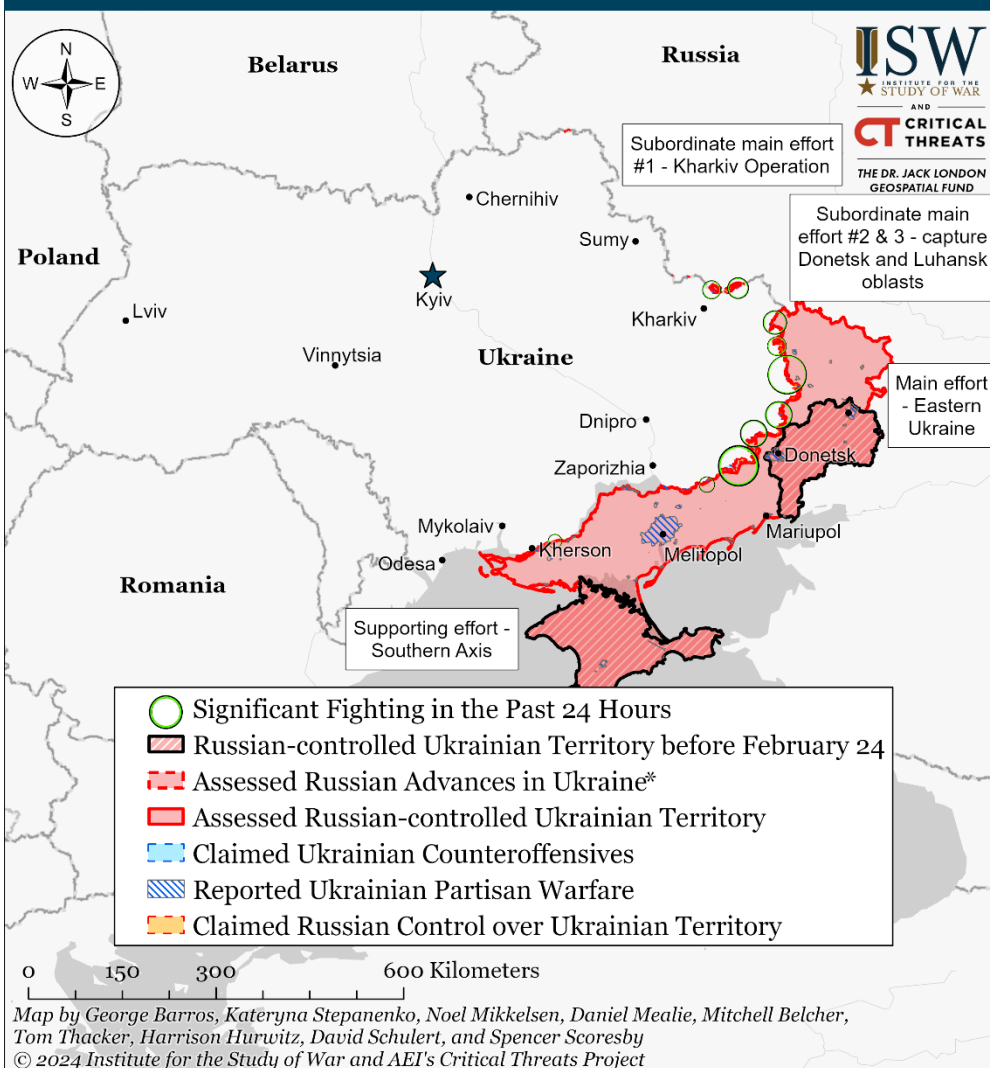 N
W
E
S
Belarus
Russia
ISW
INSTITUTE FOR THE
STUDY OF WAR
AND
CT CRITICAL
THREATS
THE DR. JACK LONDON
GEOSPATIAL FUND
Subordinate main effort
#1 - Kharkiv Operation
Subordinate main
effort #2 & 3 - capture
Donetsk and Luhansk
oblasts
Chernihiv
Sumy
Poland
Kyiv
Lviv
Kharkiv
Vinnytsia
Ukraine
Main effort
- Eastern
Ukraine
Dnipro
Donetsk
Zaporizhia
Mykolaiv
Mariupol
Kherson
Melitopol
Odesa
Romania
Supporting effort -
Southern Axis
Significant Fighting in the Past 24 Hours
Russian-controlled Ukrainian Territory before February 24
Assessed Russian Advances in Ukraine*
Assessed Russian-controlled Ukrainian Territory
Claimed Ukrainian Counteroffensives
Reported Ukrainian Partisan Warfare
Claimed Russian Control over Ukrainian Territory
0 150 300 600 Kilometers
Map by George Barros, Kateryna Stepanenko, Noel Mikkelsen, Daniel Mealie, Mitchell Belcher,
Tom Thacker, Harrison Hurwitz, David Schulert, and Spencer Scoresby
© 2024 Institute for the Study of War and AEI's Critical Threats Project